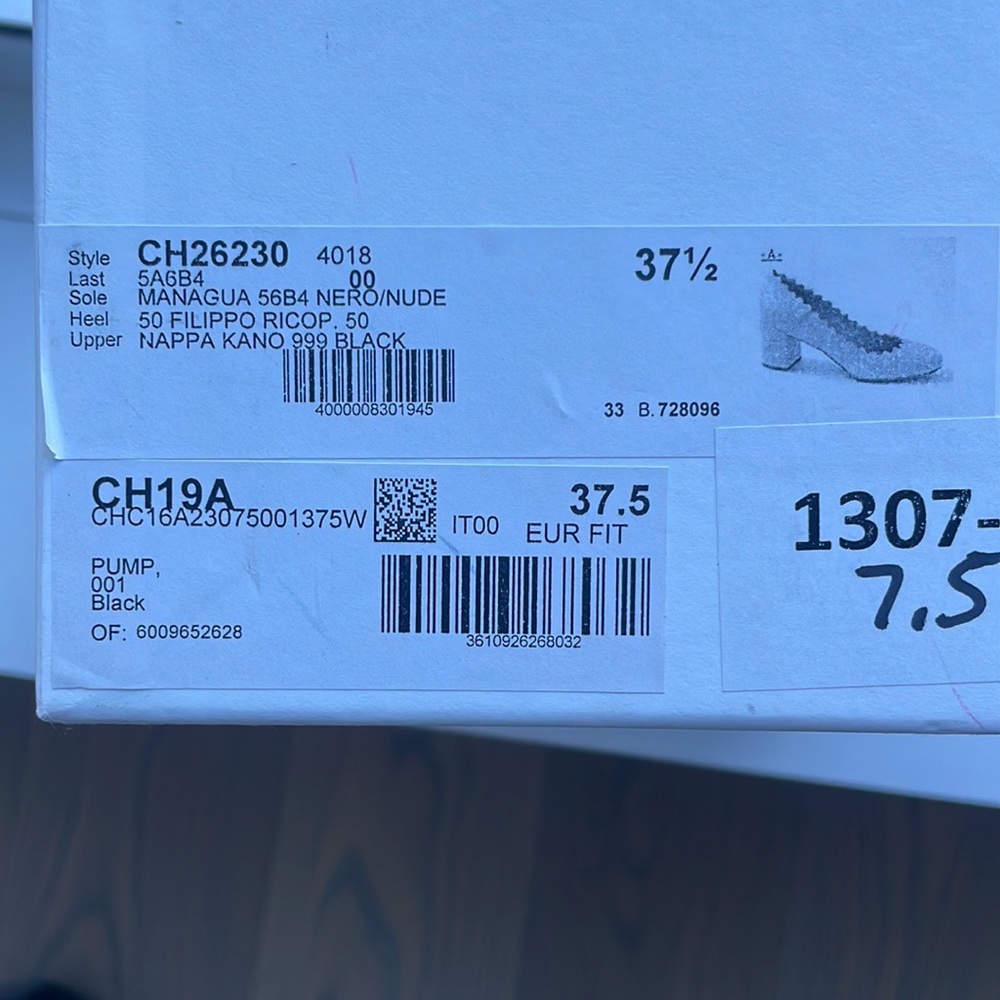 Style CH26230 4018 37½
Last 5A6B4 00
Sole MANAGUA 56B4 NERO/NUDE
Heel 50 FILIPPO RICOP. 50
Upper NAPPA KANO 999 BLACK
4000008301945
33 B.728096
-A-
CH19A 37.5
CHC16A23075001375W IT00 EUR FIT
PUMP,
001
Black
OF: 6009652628
3610926268032
1307-
7.5